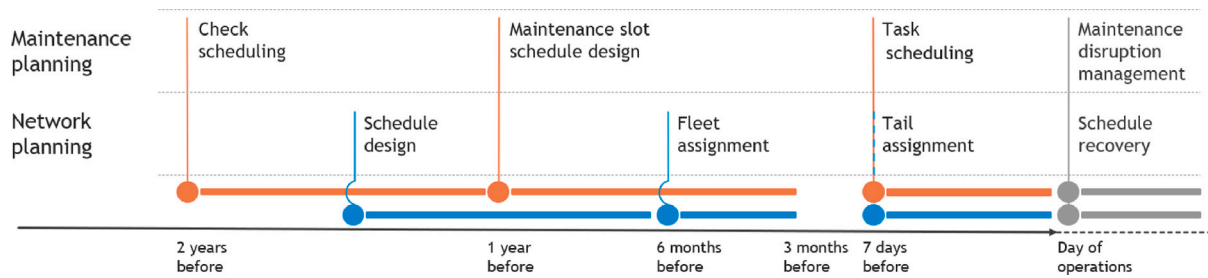 Maintenance
planning
Check
scheduling
Maintenance slot
schedule design
Task
scheduling
Maintenance
disruption
management
Network
planning
Schedule
design
Fleet
assignment
Tail
assignment
Schedule
recovery
2 years
before
1 year
before
6 months
before
3 months
before
7 days
before
Day of
operations